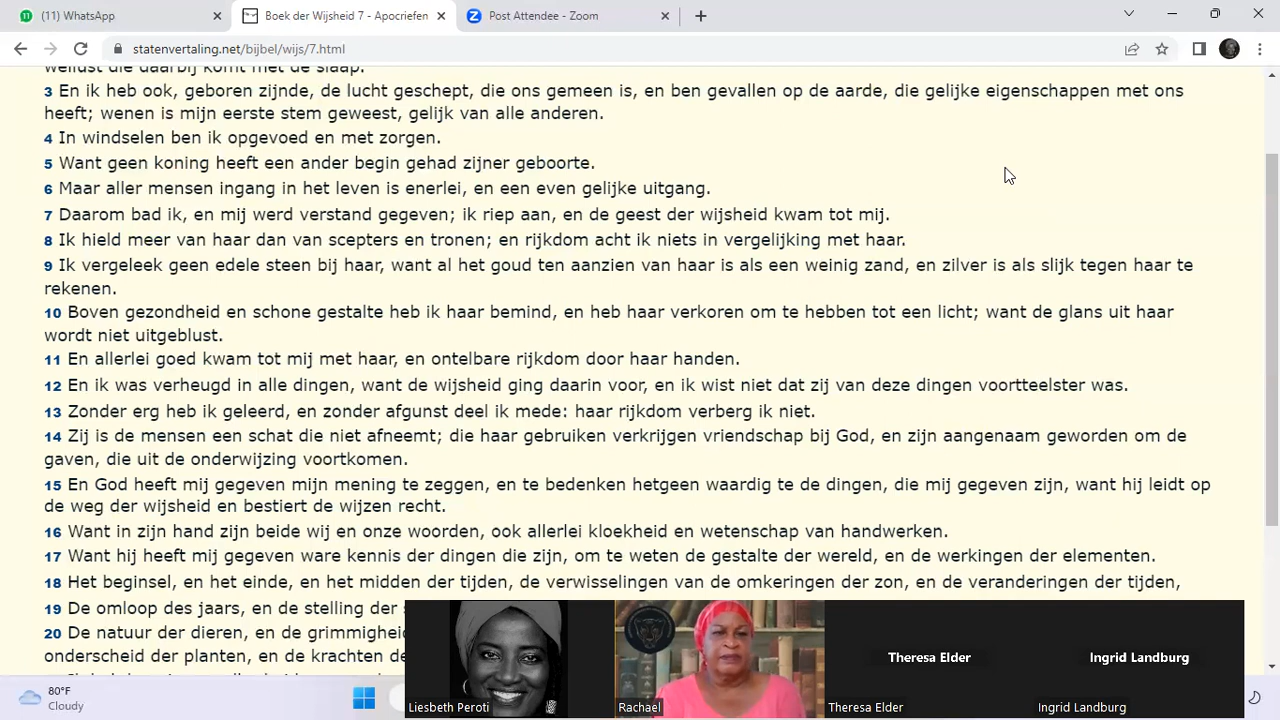 (11) WhatsApp
Boek der Wijsheid 7 - Apocriefen
Post Attendee - Zoom
statenvertaling.net/bijbel/wijs/7.html
wellust die daarbij komt met de slaap.
3 En ik heb ook, geboren zijnde, de lucht geschept, die ons gemeen is, en ben gevallen op de aarde, die gelijke eigenschappen met ons
heeft; wenen is mijn eerste stem geweest, gelijk van alle anderen.
4 In windselen ben ik opgevoed en met zorgen.
5 Want geen koning heeft een ander begin gehad zijner geboorte.
6 Maar aller mensen ingang in het leven is enerlei, en een even gelijke uitgang.
7 Daarom bad ik, en mij werd verstand gegeven; ik riep aan, en de geest der wijsheid kwam tot mij.
8 Ik hield meer van haar dan van scepters en tronen; en rijkdom acht ik niets in vergelijking met haar.
9 Ik vergeleek geen edele steen bij haar, want al het goud ten aanzien van haar is als een weinig zand, en zilver is als slijk tegen haar te
rekenen.
10 Boven gezondheid en schone gestalte heb ik haar bemind, en heb haar verkoren om te hebben tot een licht; want de glans uit haar
wordt niet uitgeblust.
11 En allerlei goed kwam tot mij met haar, en ontelbare rijkdom door haar handen.
12 En ik was verheugd in alle dingen, want de wijsheid ging daarin voor, en ik wist niet dat zij van deze dingen voortteelster was.
13 Zonder erg heb ik geleerd, en zonder afgunst deel ik mede: haar rijkdom verberg ik niet.
14 Zij is de mensen een schat die niet afneemt; die haar gebruiken verkrijgen vriendschap bij God, en zijn aangenaam geworden om de
gaven, die uit de onderwijzing voortkomen.
15 En God heeft mij gegeven mijn mening te zeggen, en te bedenken hetgeen waardig te de dingen, die mij gegeven zijn, want hij leidt op
de weg der wijsheid en bestiert de wijzen recht.
16 Want in zijn hand zijn beide wij en onze woorden, ook allerlei kloekheid en wetenschap van handwerken.
17 Want hij heeft mij gegeven ware kennis der dingen die zijn, om te weten de gestalte der wereld, en de werkingen der elementen.
18 Het beginsel, en het einde, en het midden der tijden, de verwisselingen van de omkeringen der zon, en de veranderingen der tijden,
19 De omloop des jaars, en de stelling der
20 De natuur der dieren, en de grimmigheid
onderscheid der planten, en de krachten
Theresa Elder
Ingrid Landburg
80°F
Cloudy
Liesbeth Peroti
Rachael
Theresa Elder
Ingrid Landburg